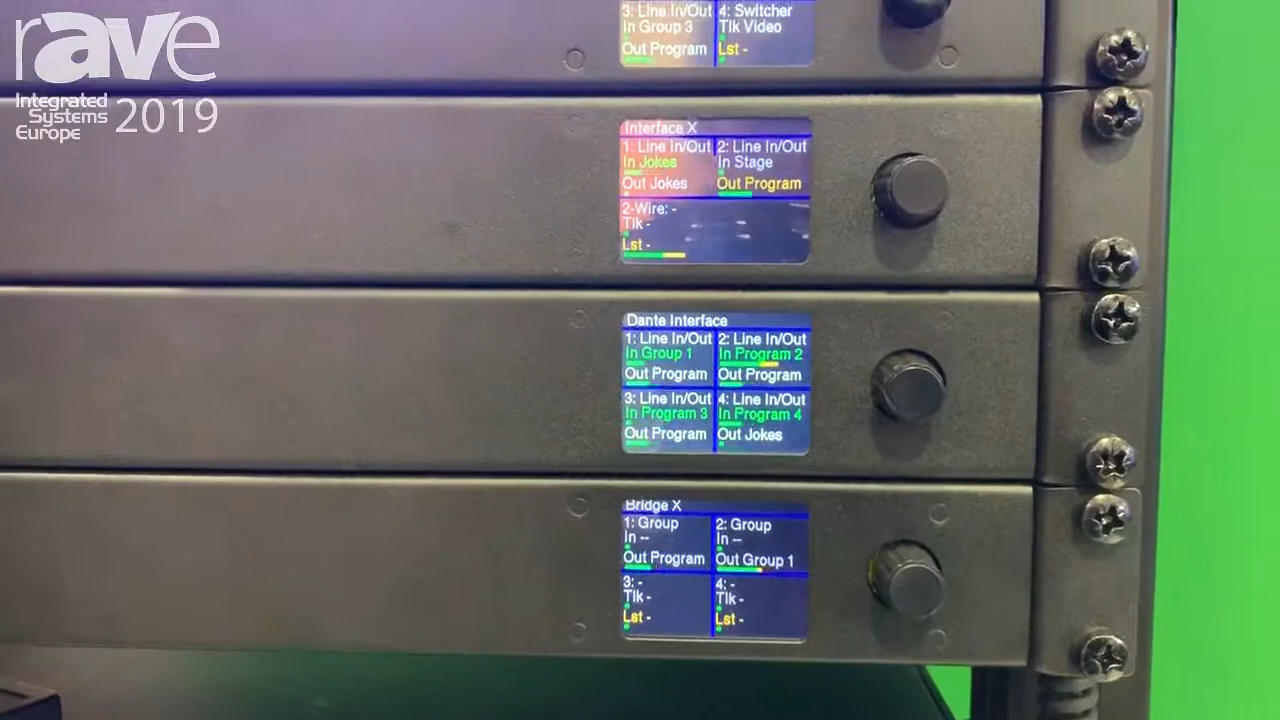 rave
Integrated
Systems
Europe
2019
3: Line In/Out
In Group 3
Out Program
4: Switcher
Tlk Video
Lst -
Interface X
1: Line In/Out
In Jokes
Out Jokes
2: Line In/Out
In Stage
Out Program
2-Wire: -
Tlk -
Lst -
Dante Interface
1: Line In/Out
In Group 1
Out Program
2: Line In/Out
In Program 2
Out Program
3: Line In/Out
In Program 3
Out Program
4: Line In/Out
In Program 4
Out Jokes
Bridge X
1: Group
In --
Out Program
2: Group
In --
Out Group 1
3: -
Tlk -
Lst -
4: -
Tlk -
Lst -